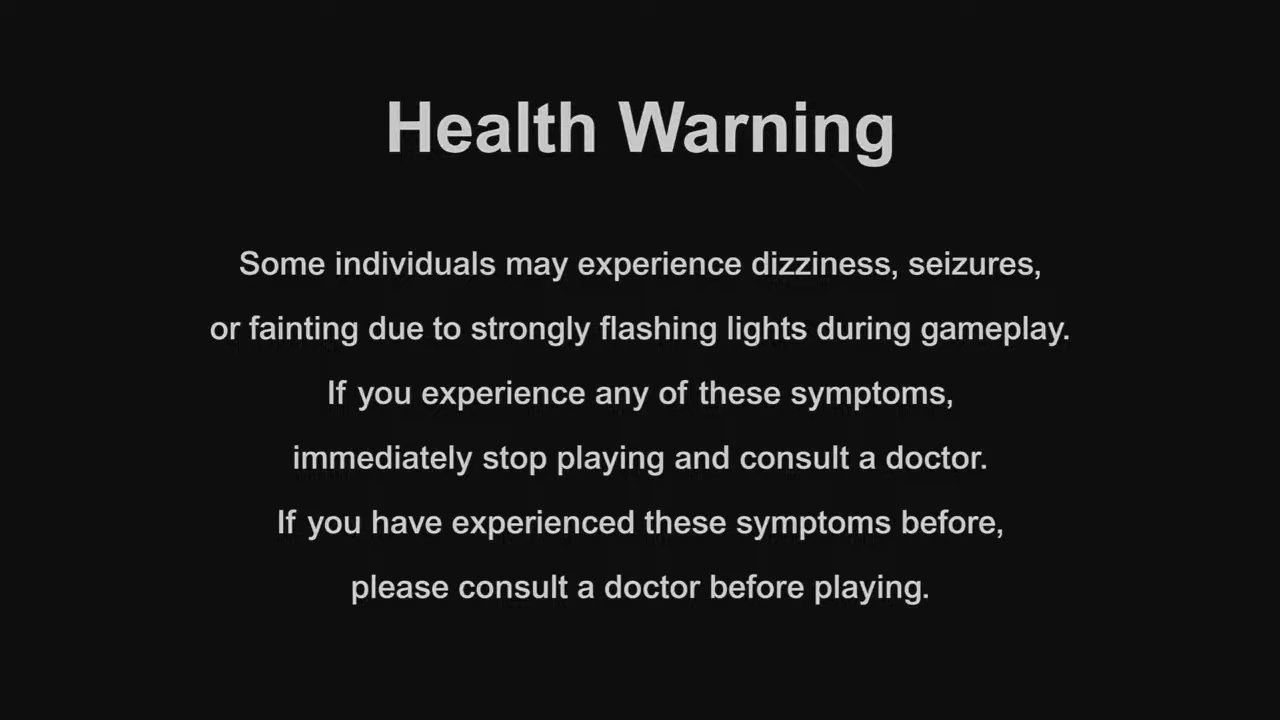 Health Warning
Some individuals may experience dizziness, seizures,
or fainting due to strongly flashing lights during gameplay.
If you experience any of these symptoms,
immediately stop playing and consult a doctor.
If you have experienced these symptoms before,
please consult a doctor before playing.